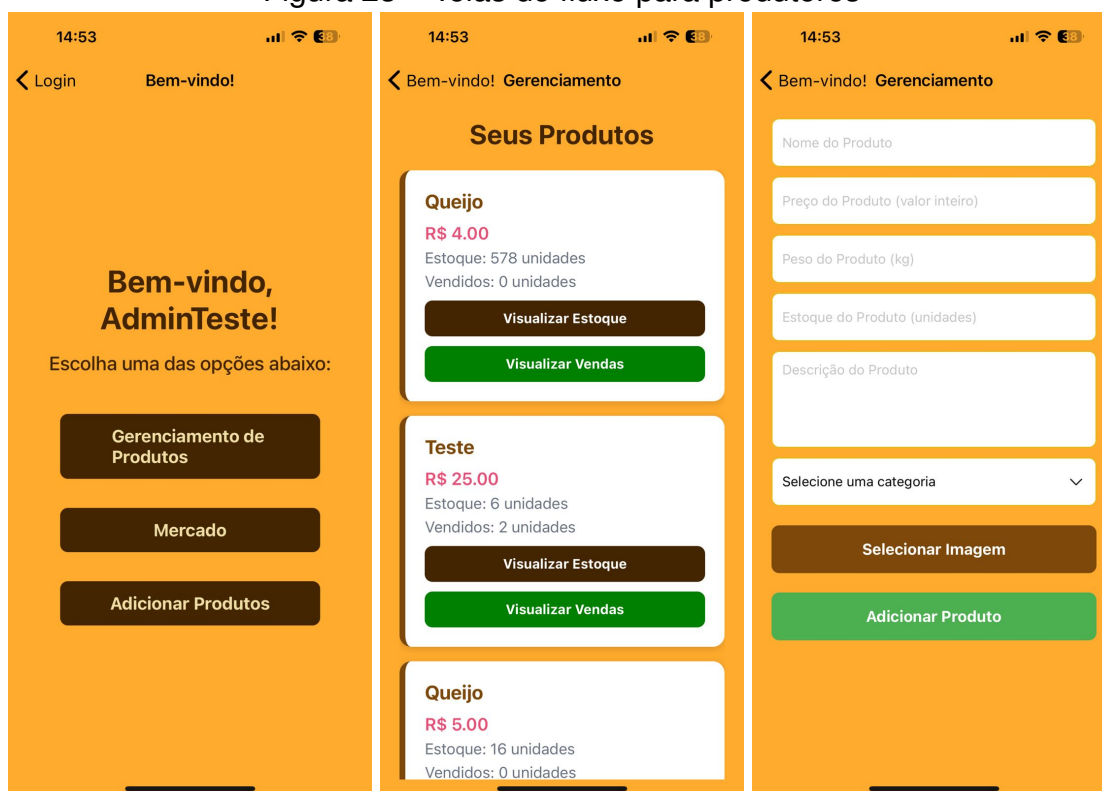 14:53
38
Login
Bem-vindo!
Bem-vindo,
AdminTeste!
Escolha uma das opções abaixo:
Gerenciamento de
Produtos
Mercado
Adicionar Produtos
14:53
38
Bem-vindo! Gerenciamento
Seus Produtos
Queijo
R$ 4.00
Estoque: 578 unidades
Vendidos: 0 unidades
Visualizar Estoque
Visualizar Vendas
Teste
R$ 25.00
Estoque: 6 unidades
Vendidos: 2 unidades
Visualizar Estoque
Visualizar Vendas
Queijo
R$ 5.00
Estoque: 16 unidades
Vendidos: 0 unidades
14:53
38
Bem-vindo! Gerenciamento
Nome do Produto
Preço do Produto (valor inteiro)
Peso do Produto (kg)
Estoque do Produto (unidades)
Descrição do Produto
Selecione uma categoria
Selecionar Imagem
Adicionar Produto